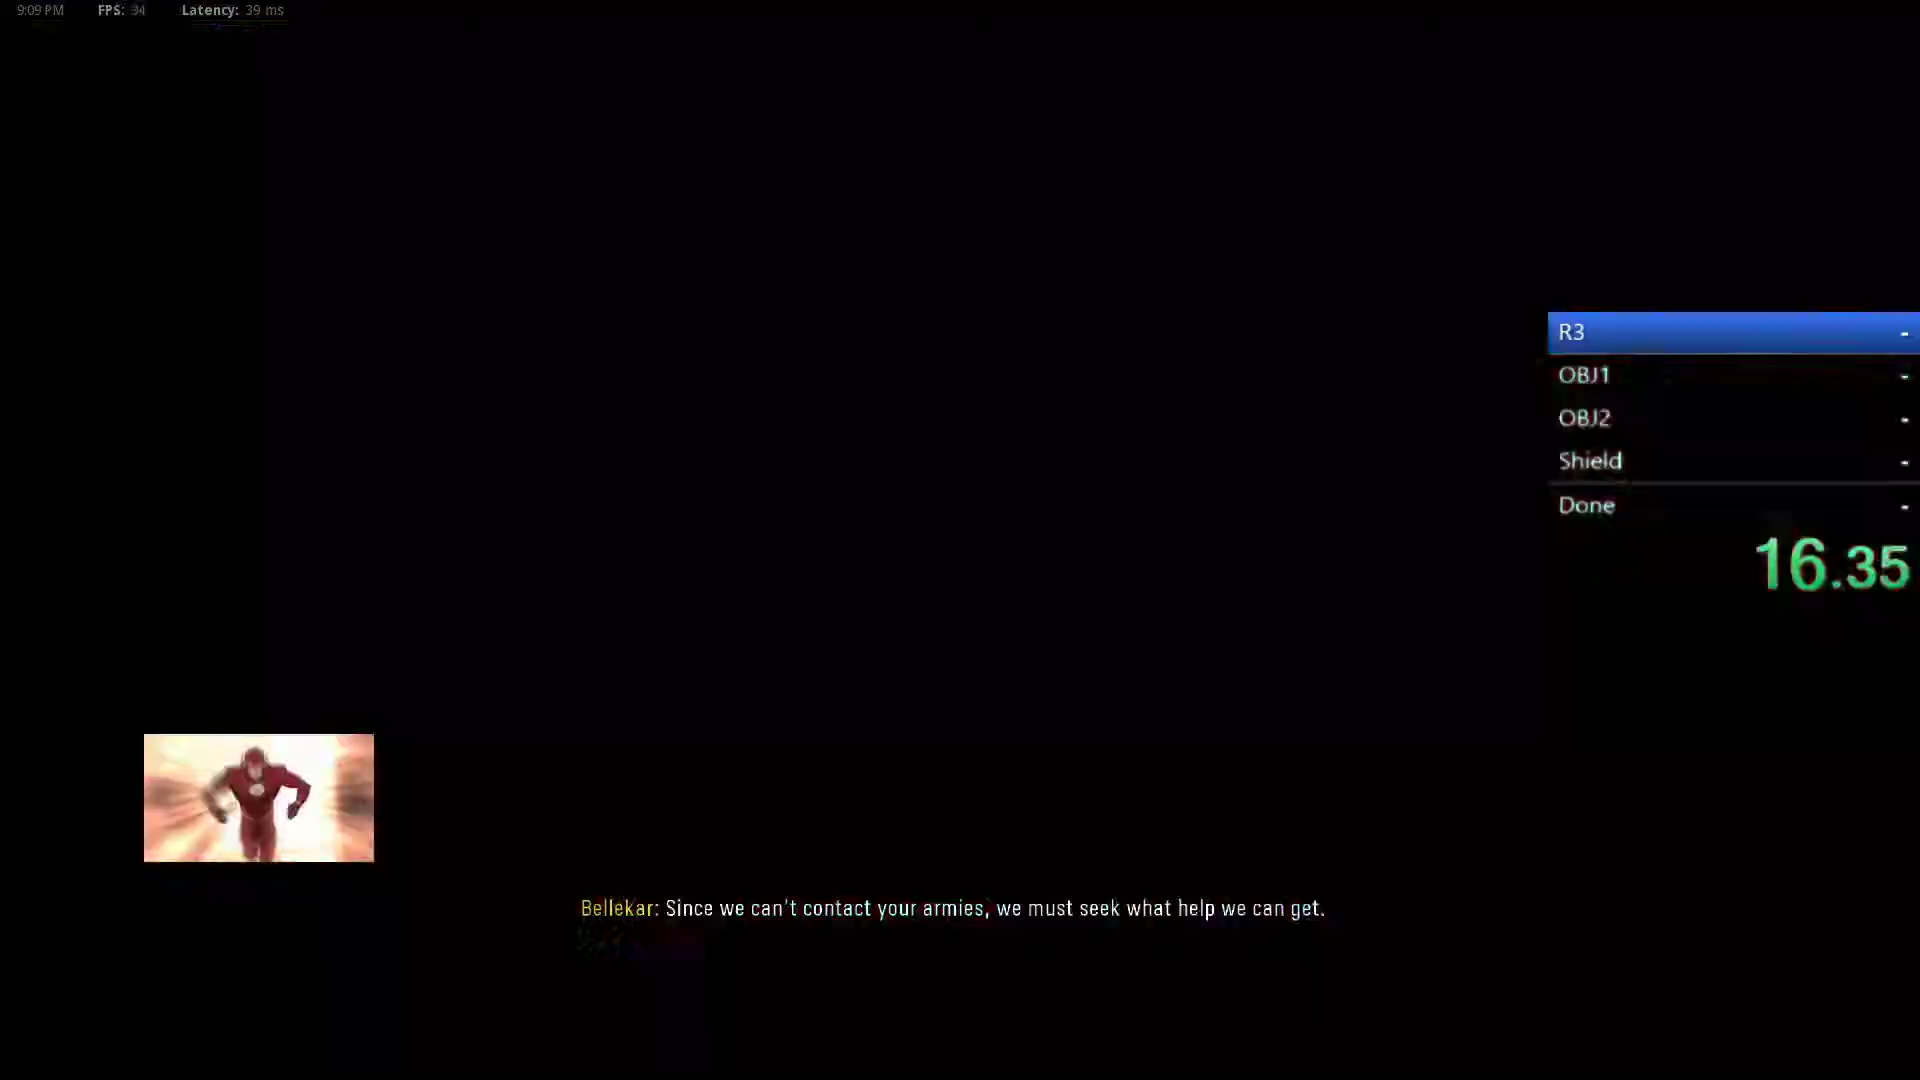 9:09 PM FPS: 94 Latency: 39 ms
R3 -
OBJ1 -
OBJ2 -
Shield -
Done -
16.35
Bellekar: Since we can't contact your armies, we must seek what help we can get.